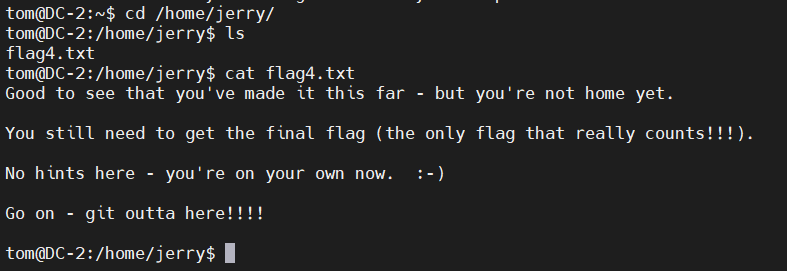 tom@DC-2:~$ cd /home/jerry/
tom@DC-2:/home/jerry$ ls
flag4.txt
tom@DC-2:/home/jerry$ cat flag4.txt
Good to see that you've made it this far - but you're not home yet.
You still need to get the final flag (the only flag that really counts!!!).
No hints here - you're on your own now.  :-)
Go on - git outta here!!!!
tom@DC-2:/home/jerry$